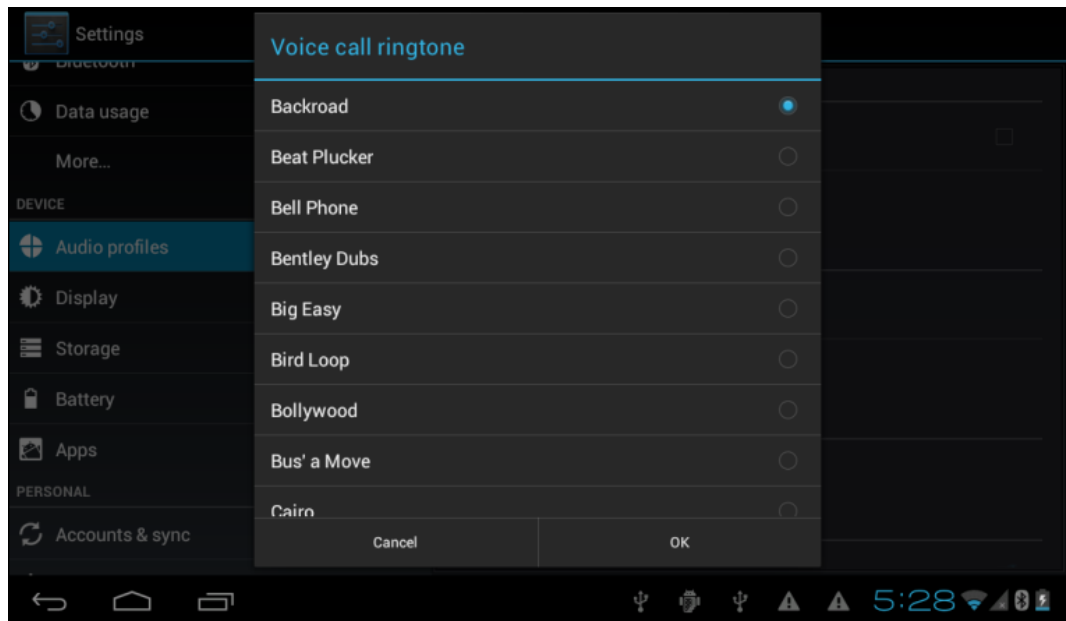 Settings
Bluetooth
Data usage
More...
DEVICE
Audio profiles
Display
Storage
Battery
Apps
PERSONAL
Accounts & sync
Voice call ringtone
Backroad
Beat Plucker
Bell Phone
Bentley Dubs
Big Easy
Bird Loop
Bollywood
Bus' a Move
Cairo
Cancel
OK
5:28